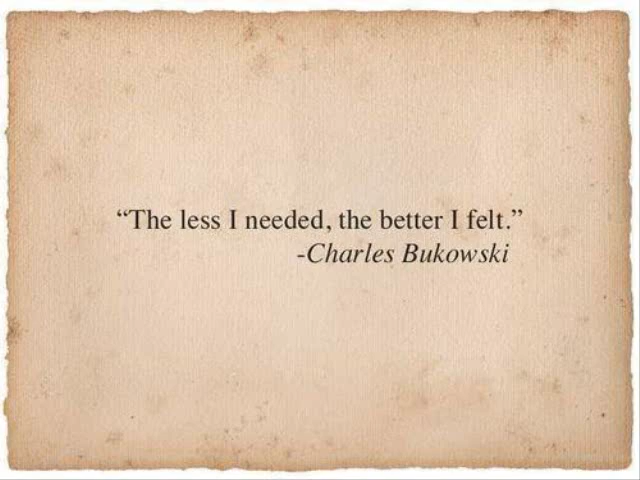 “The less I needed, the better I felt.”
-Charles Bukowski